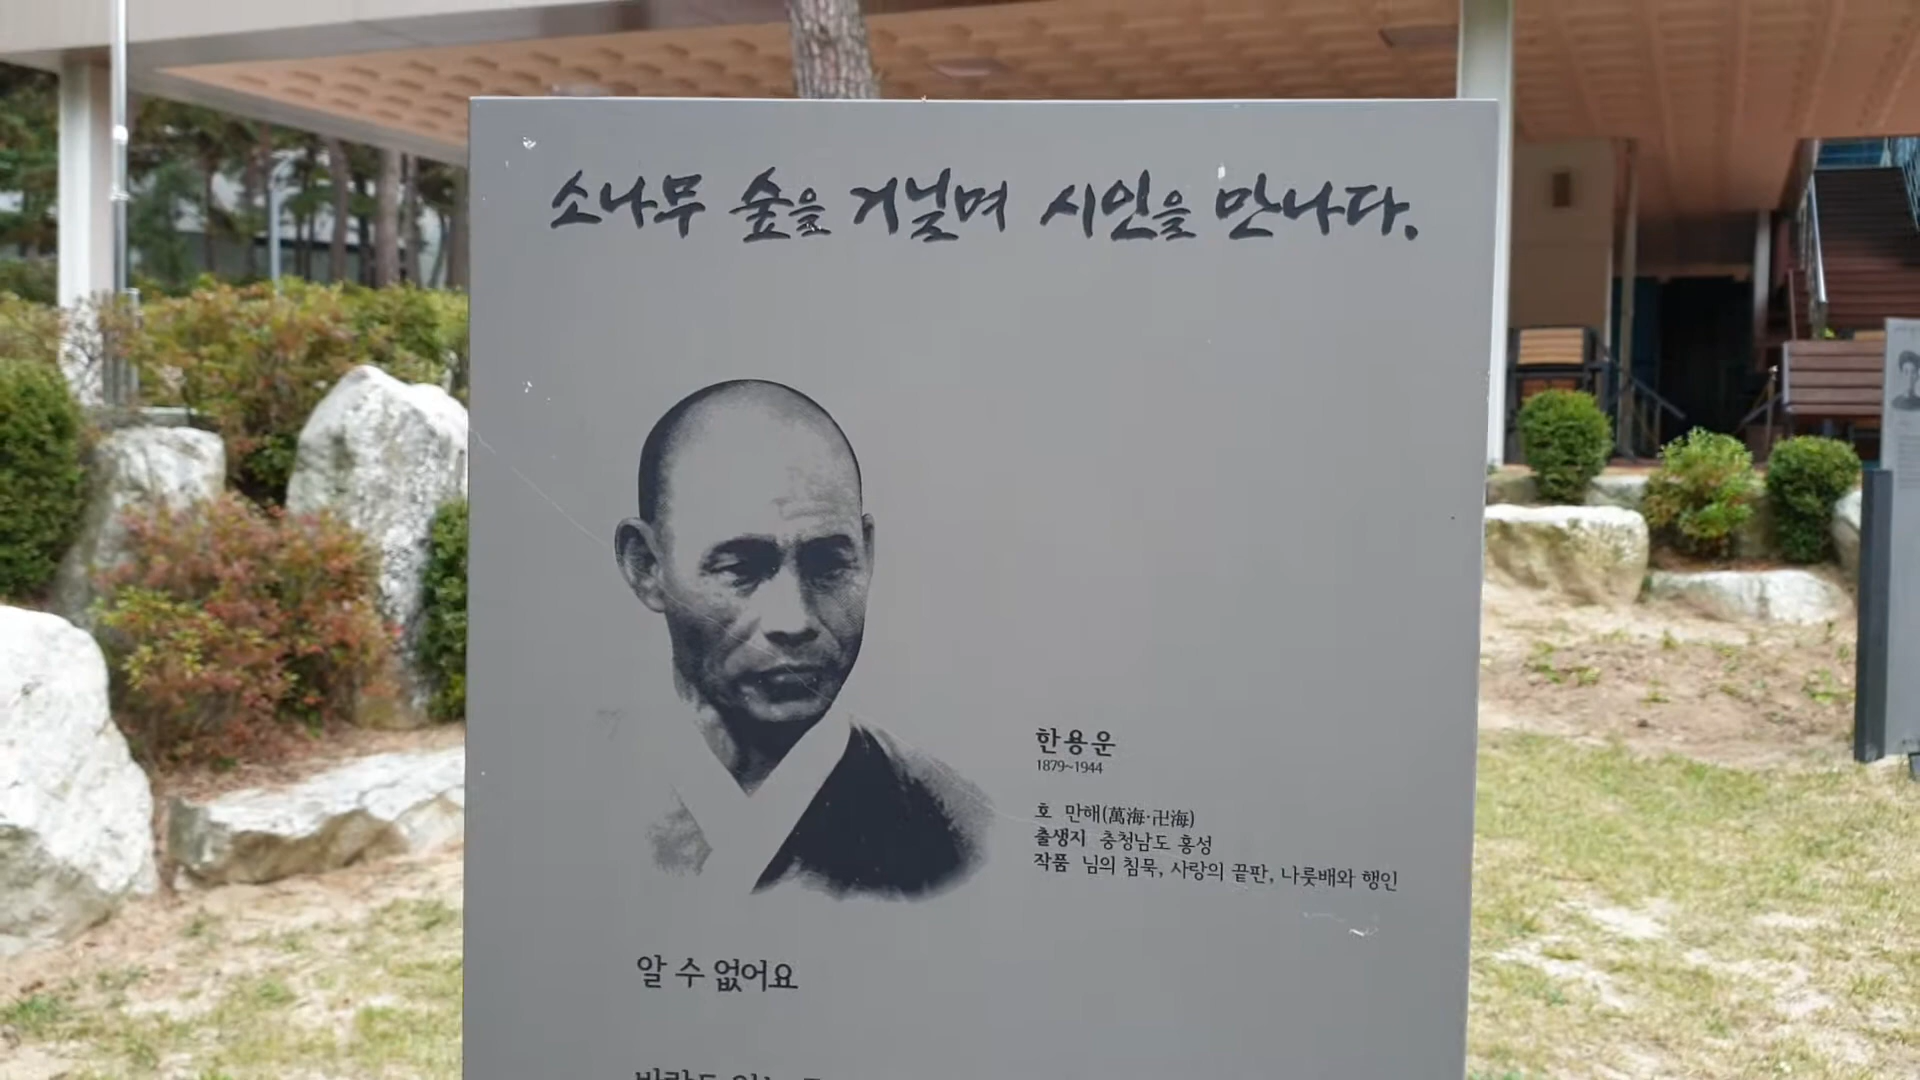 소나무 숲을 거닐며 시인을 만나다.
한용운
1879~1944
호 만해(萬海·卍海)
출생지 충청남도 홍성
작품 님의 침묵, 사랑의 끝판, 나룻배와 행인
알 수 없어요